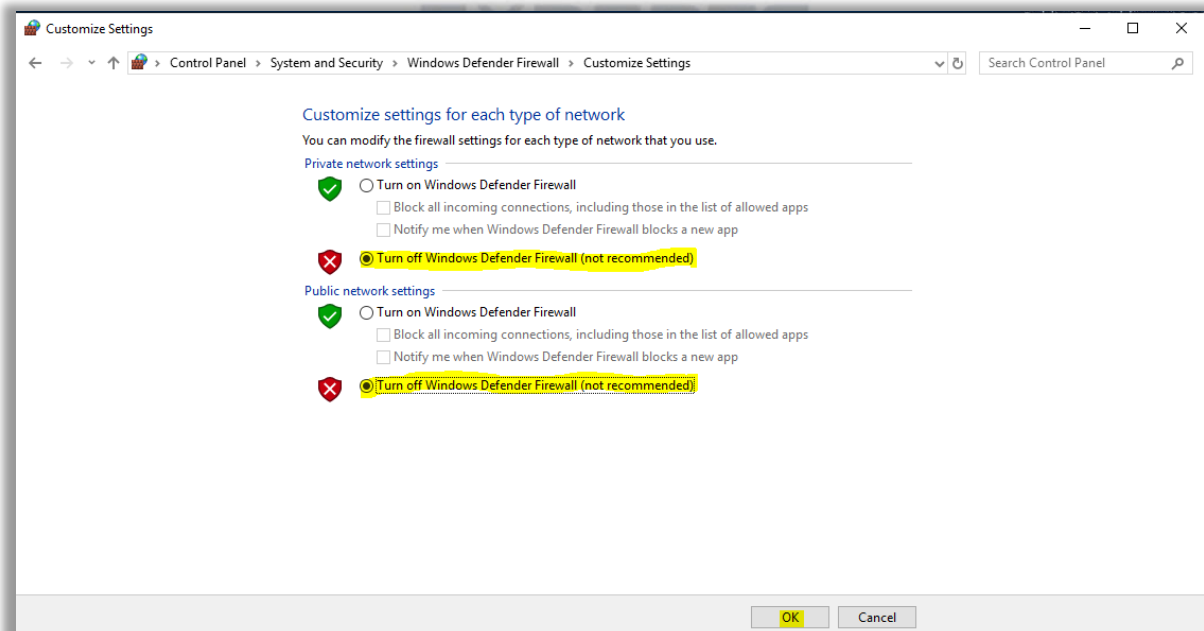 Customize Settings
Control Panel > System and Security > Windows Defender Firewall > Customize Settings
Search Control Panel
Customize settings for each type of network
You can modify the firewall settings for each type of network that you use.
Private network settings
Turn on Windows Defender Firewall
Block all incoming connections, including those in the list of allowed apps
Notify me when Windows Defender Firewall blocks a new app
Turn off Windows Defender Firewall (not recommended)
Public network settings
Turn on Windows Defender Firewall
Block all incoming connections, including those in the list of allowed apps
Notify me when Windows Defender Firewall blocks a new app
Turn off Windows Defender Firewall (not recommended)
OK Cancel